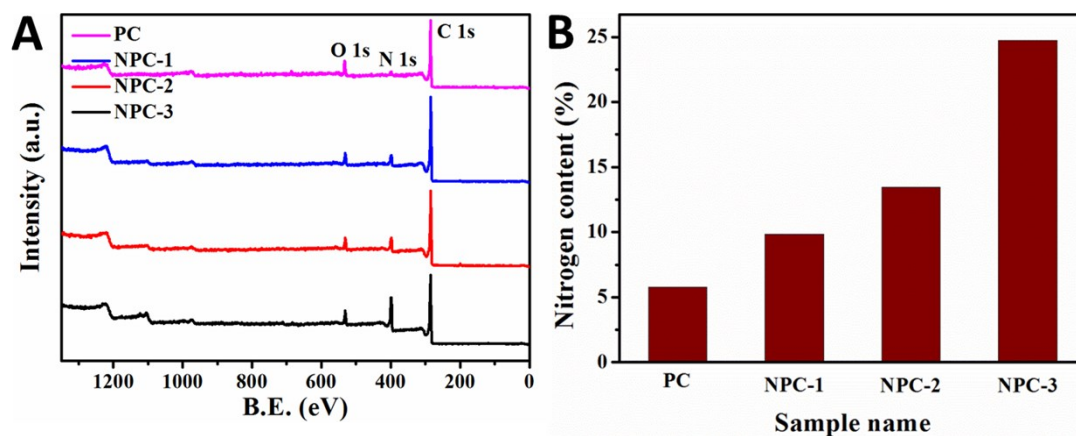 A
PC
NPC-1
NPC-2
NPC-3
O 1s
N 1s
C 1s
Intensity (a.u.)
1200 1000 800 600 400 200 0
B.E. (eV)
B
Nitrogen content (%)
25
20
15
10
5
0
PC NPC-1 NPC-2 NPC-3
Sample name